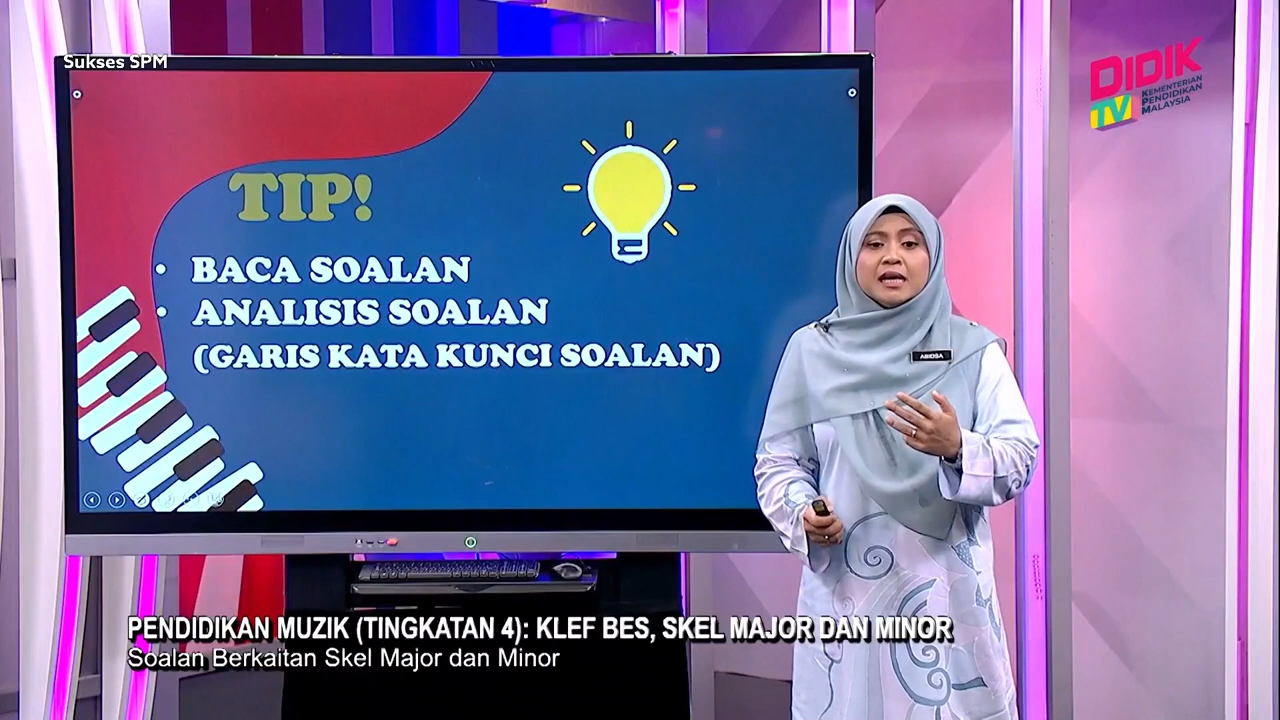 Sukses SPM
DIDIK
TV
KEMENTERIAN
PENDIDIKAN
MALAYSIA
TIP!
• BACA SOALAN
• ANALISIS SOALAN
(GARIS KATA KUNCI SOALAN)
ABIDSA
PENDIDIKAN MUZIK (TINGKATAN 4): KLEF BES, SKEL MAJOR DAN MINOR
Soalan Berkaitan Skel Major dan Minor